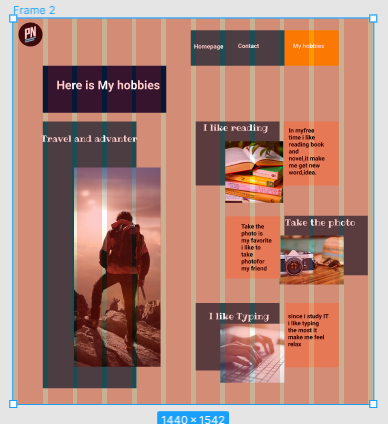 Frame 2
PN
Homepage
Contact
My hobbies
Here is My hobbies
Travel and advanter
I like reading
In myfree
time i like
reading book
and
novel,it make
me get new
word,idea.
Take the
photo is
my favorite
i like to
take
photofor
my friend
Take the photo
I like Typing
since i study IT
i like typing
the most it
make me feel
relax
1440 × 1542